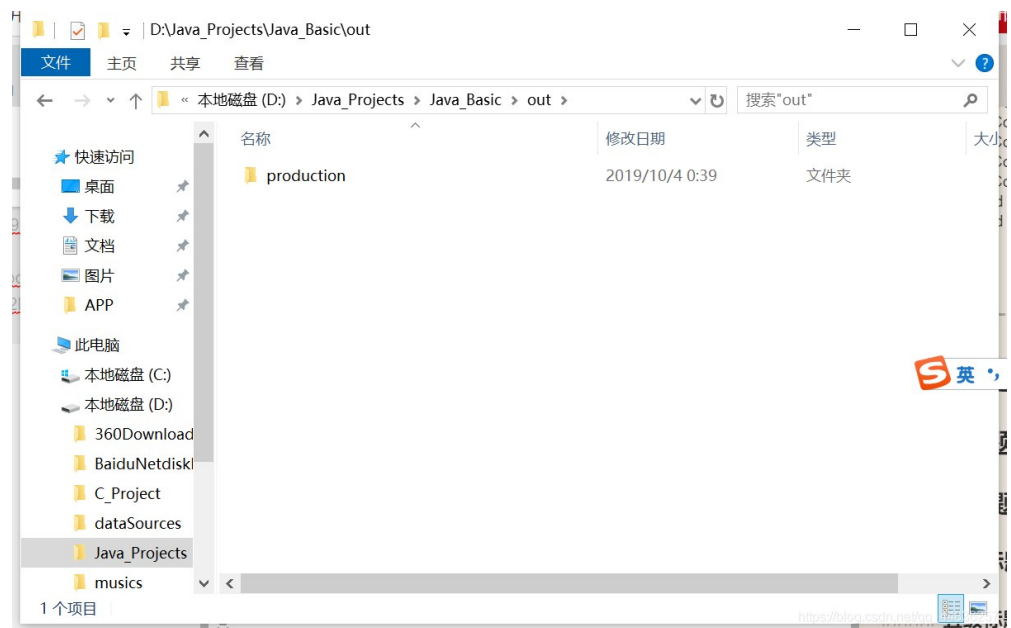 D:\Java_Projects\Java_Basic\out
文件 主页 共享 查看
« 本地磁盘 (D:) > Java_Projects > Java_Basic > out >
搜索"out"
名称 修改日期 类型 大小
production 2019/10/4 0:39 文件夹
快速访问
桌面
下载
文档
图片
APP
此电脑
本地磁盘 (C:)
本地磁盘 (D:)
360Download
BaiduNetdisk
C_Project
dataSources
Java_Projects
musics
英
1 个项目